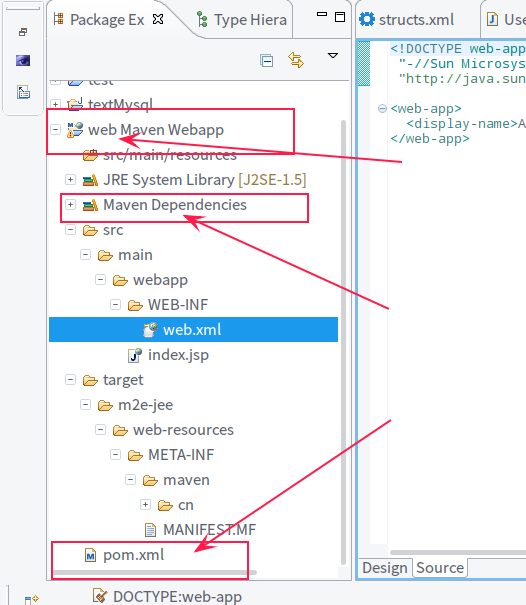 Package Ex
Type Hiera
structs.xml
Use
test
textMysql
web Maven Webapp
src/main/resources
JRE System Library [J2SE-1.5]
Maven Dependencies
src
main
webapp
WEB-INF
web.xml
index.jsp
target
m2e-jee
web-resources
META-INF
maven
cn
MANIFEST.MF
pom.xml
<!DOCTYPE web-app
"-//Sun Microsys
"http://java.sun
<web-app>
<display-name>A
</web-app>
Design
Source
DOCTYPE:web-app